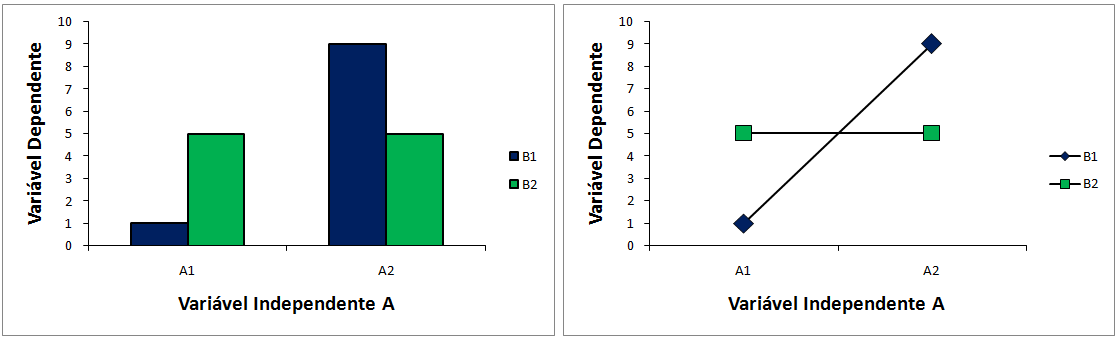 Variável Dependente
10
9
8
7
6
5
4
3
2
1
0
A1
A2
Variável Independente A
B1
B2
Variável Dependente
10
9
8
7
6
5
4
3
2
1
0
A1
A2
Variável Independente A
B1
B2